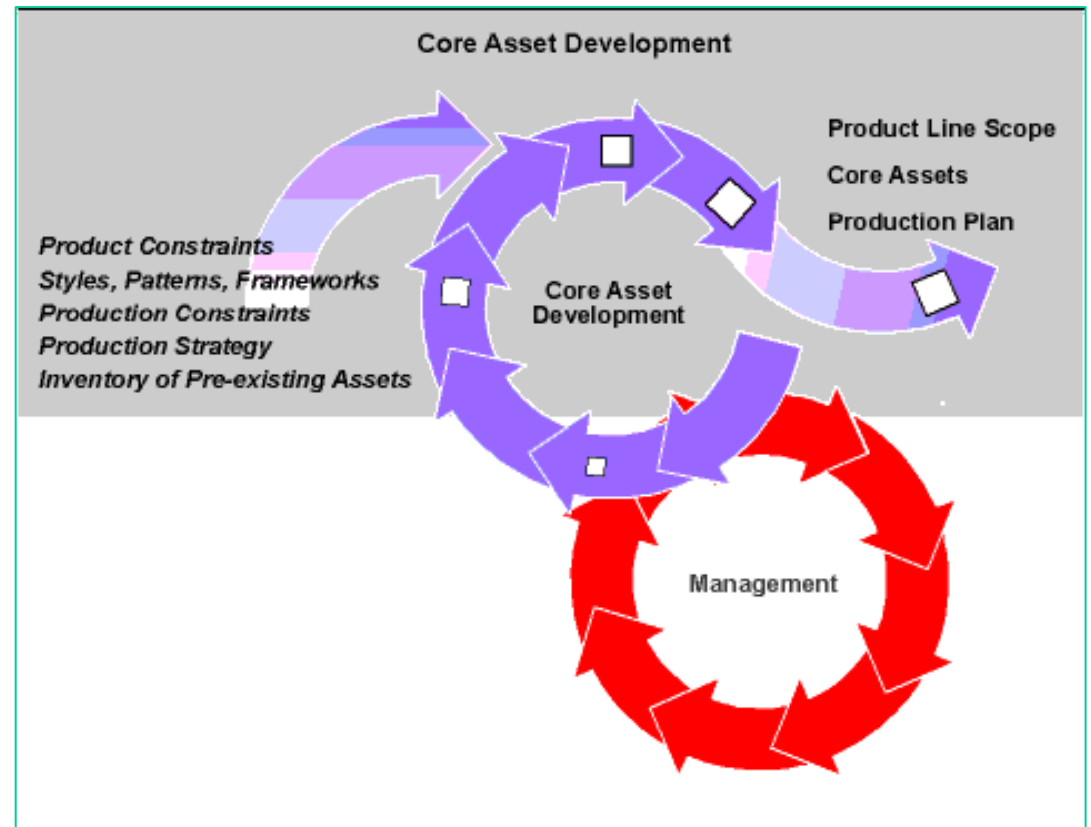 Core Asset Development
Product Line Scope
Core Assets
Production Plan
Product Constraints
Styles, Patterns, Frameworks
Production Constraints
Production Strategy
Inventory of Pre-existing Assets
Core Asset
Development
Management